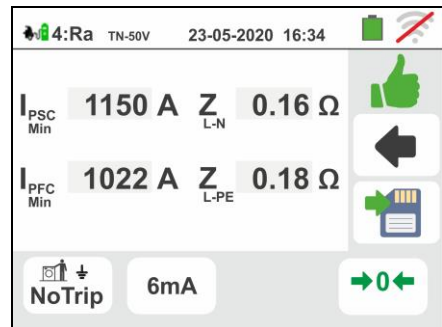 4:Ra TN-50V 23-05-2020 16:34
IPSC Min 1150 A ZL-N 0.16 Ω
IPFC Min 1022 A ZL-PE 0.18 Ω
NoTrip 6mA →0←